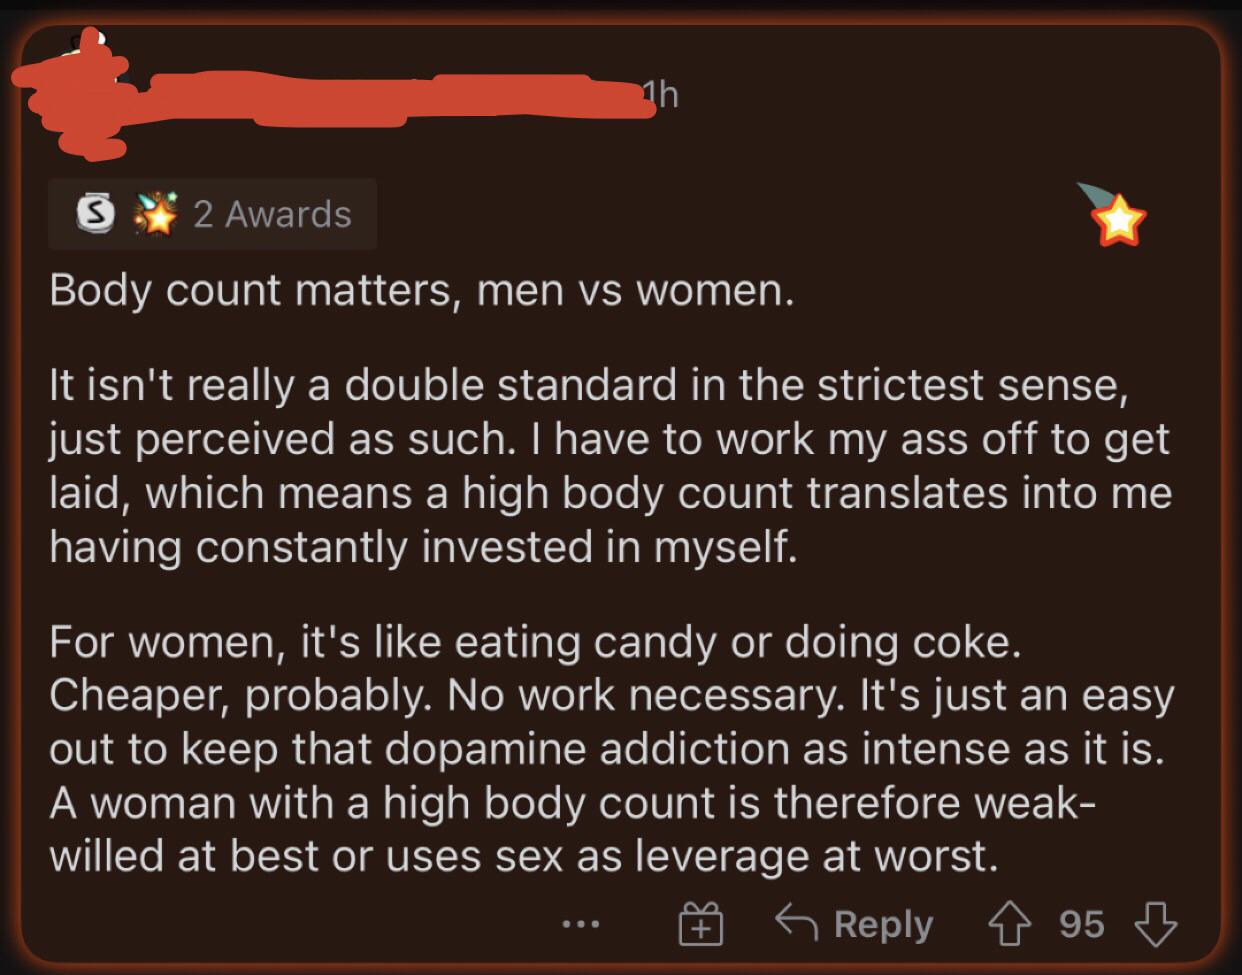 1h
S 2 Awards
Body count matters, men vs women.
It isn't really a double standard in the strictest sense,
just perceived as such. I have to work my ass off to get
laid, which means a high body count translates into me
having constantly invested in myself.
For women, it's like eating candy or doing coke.
Cheaper, probably. No work necessary. It's just an easy
out to keep that dopamine addiction as intense as it is.
A woman with a high body count is therefore weak-
willed at best or uses sex as leverage at worst.
... Reply 95